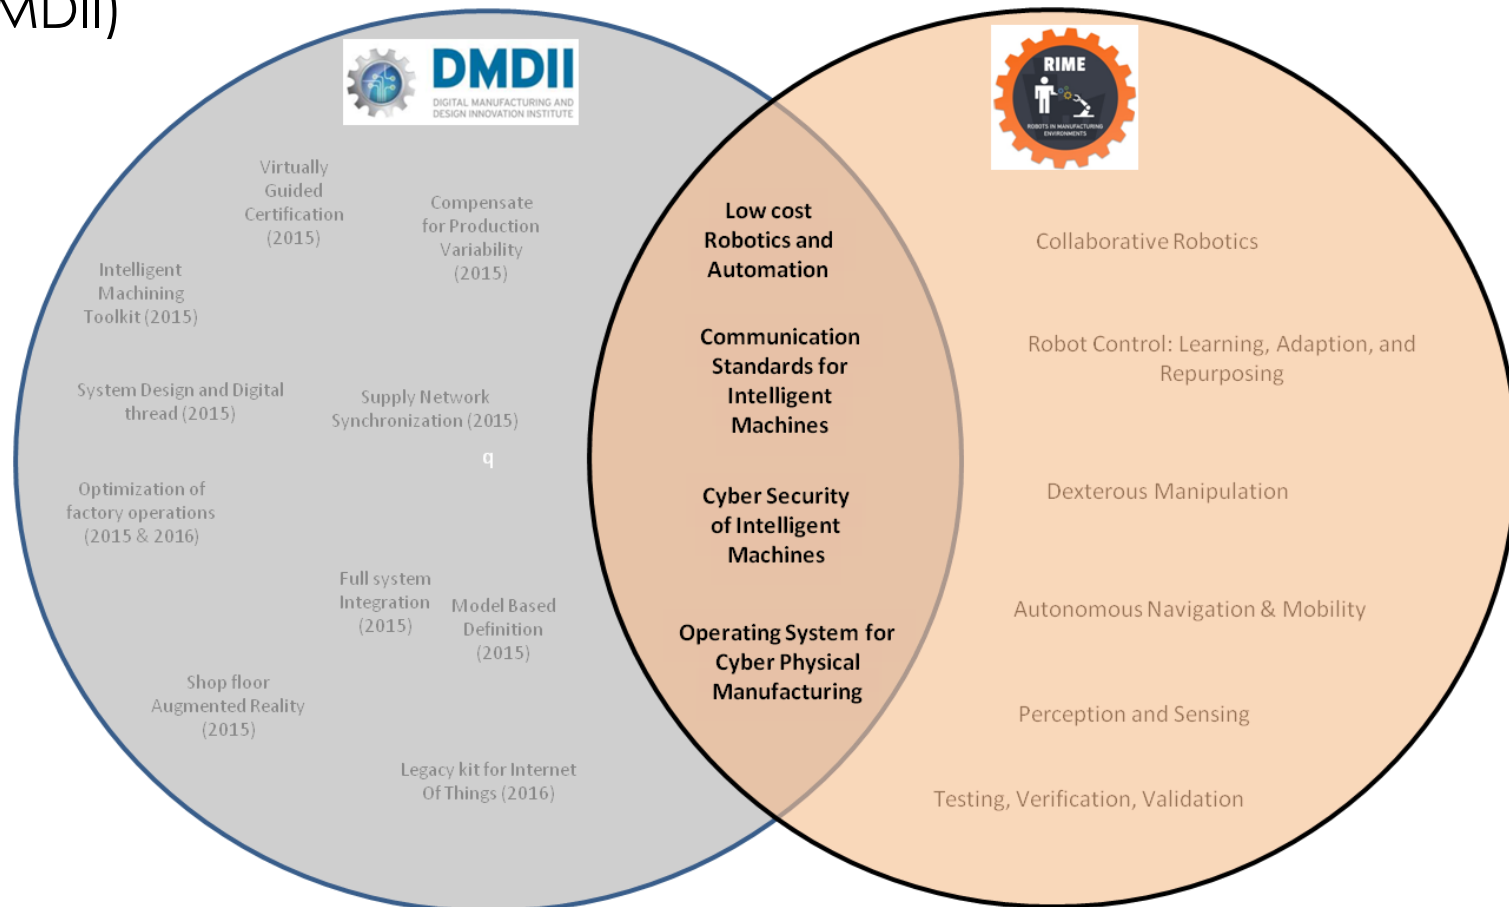 MDII)
DMDII
DIGITAL MANUFACTURING AND
DESIGN INNOVATION INSTITUTE
Virtually
Guided
Certification
(2015)
Compensate
for Production
Variability
(2015)
Intelligent
Machining
Toolkit (2015)
System Design and Digital
thread (2015)
Supply Network
Synchronization (2015)
q
Optimization of
factory operations
(2015 & 2016)
Full system
Integration
(2015)
Model Based
Definition
(2015)
Shop floor
Augmented Reality
(2015)
Legacy kit for Internet
Of Things (2016)
Low cost
Robotics and
Automation
Communication
Standards for
Intelligent
Machines
Cyber Security
of Intelligent
Machines
Operating System for
Cyber Physical
Manufacturing
RIME
ROBOTS IN MANUFACTURING
ENVIRONMENTS
Collaborative Robotics
Robot Control: Learning, Adaption, and
Repurposing
Dexterous Manipulation
Autonomous Navigation & Mobility
Perception and Sensing
Testing, Verification, Validation